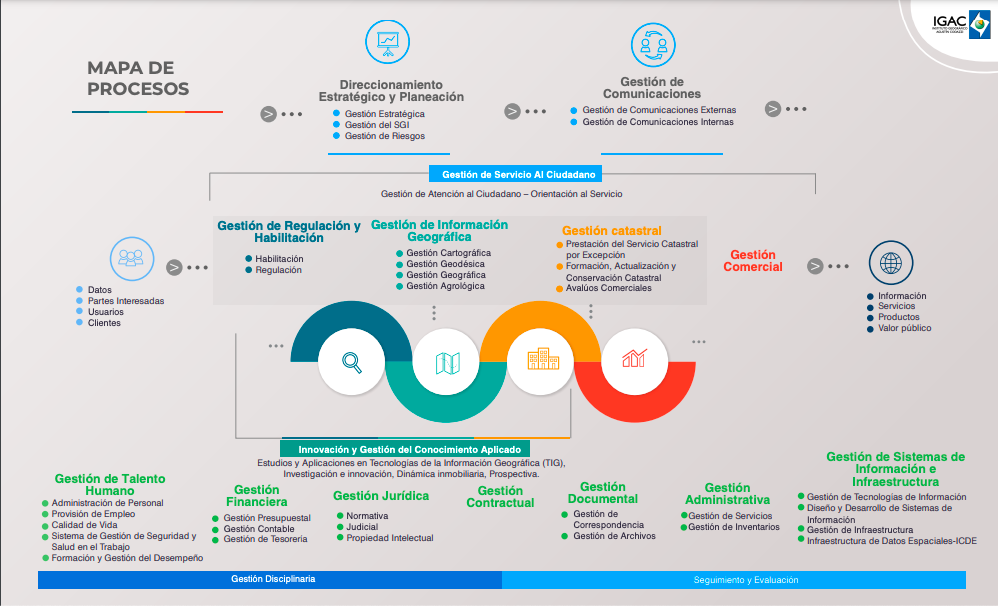 IGAC
INSTITUTO GEOGRÁFICO
AGUSTÍN CODAZZI
MAPA DE
PROCESOS
Direccionamiento
Estratégico y Planeación
Gestión Estratégica
Gestión del SGI
Gestión de Riesgos
Gestión de
Comunicaciones
Gestión de Comunicaciones Externas
Gestión de Comunicaciones Internas
Gestión de Servicio Al Ciudadano
Gestión de Atención al Ciudadano – Orientación al Servicio
Datos
Partes Interesadas
Usuarios
Clientes
Gestión de Regulación y
Habilitación
Habilitación
Regulación
Gestión de Información
Geográfica
Gestión Cartográfica
Gestión Geodésica
Gestión Geográfica
Gestión Agrológica
Gestión catastral
Prestación del Servicio Catastral
por Excepción
Formación, Actualización y
Conservación Catastral
Avalúos Comerciales
Gestión
Comercial
Información
Servicios
Productos
Valor público
Innovación y Gestión del Conocimiento Aplicado
Estudios y Aplicaciones en Tecnologías de la Información Geográfica (TIG),
Investigación e innovación, Dinámica inmobiliaria, Prospectiva.
Gestión de Talento
Humano
Administración de Personal
Provisión de Empleo
Calidad de Vida
Sistema de Gestión de Seguridad y
Salud en el Trabajo
Formación y Gestión del Desempeño
Gestión
Financiera
Gestión Presupuestal
Gestión Contable
Gestión de Tesorería
Gestión Jurídica
Normativa
Judicial
Propiedad Intelectual
Gestión
Contractual
Gestión
Documental
Gestión de
Correspondencia
Gestión de Archivos
Gestión
Administrativa
Gestión de Servicios
Gestión de Inventarios
Gestión de Sistemas de
Información e
Infraestructura
Gestión de Tecnologías de Información
Diseño y Desarrollo de Sistemas de
Información
Gestión de Infraestructura
Infraestructura de Datos Espaciales-ICDE
Gestión Disciplinaria
Seguimiento y Evaluación